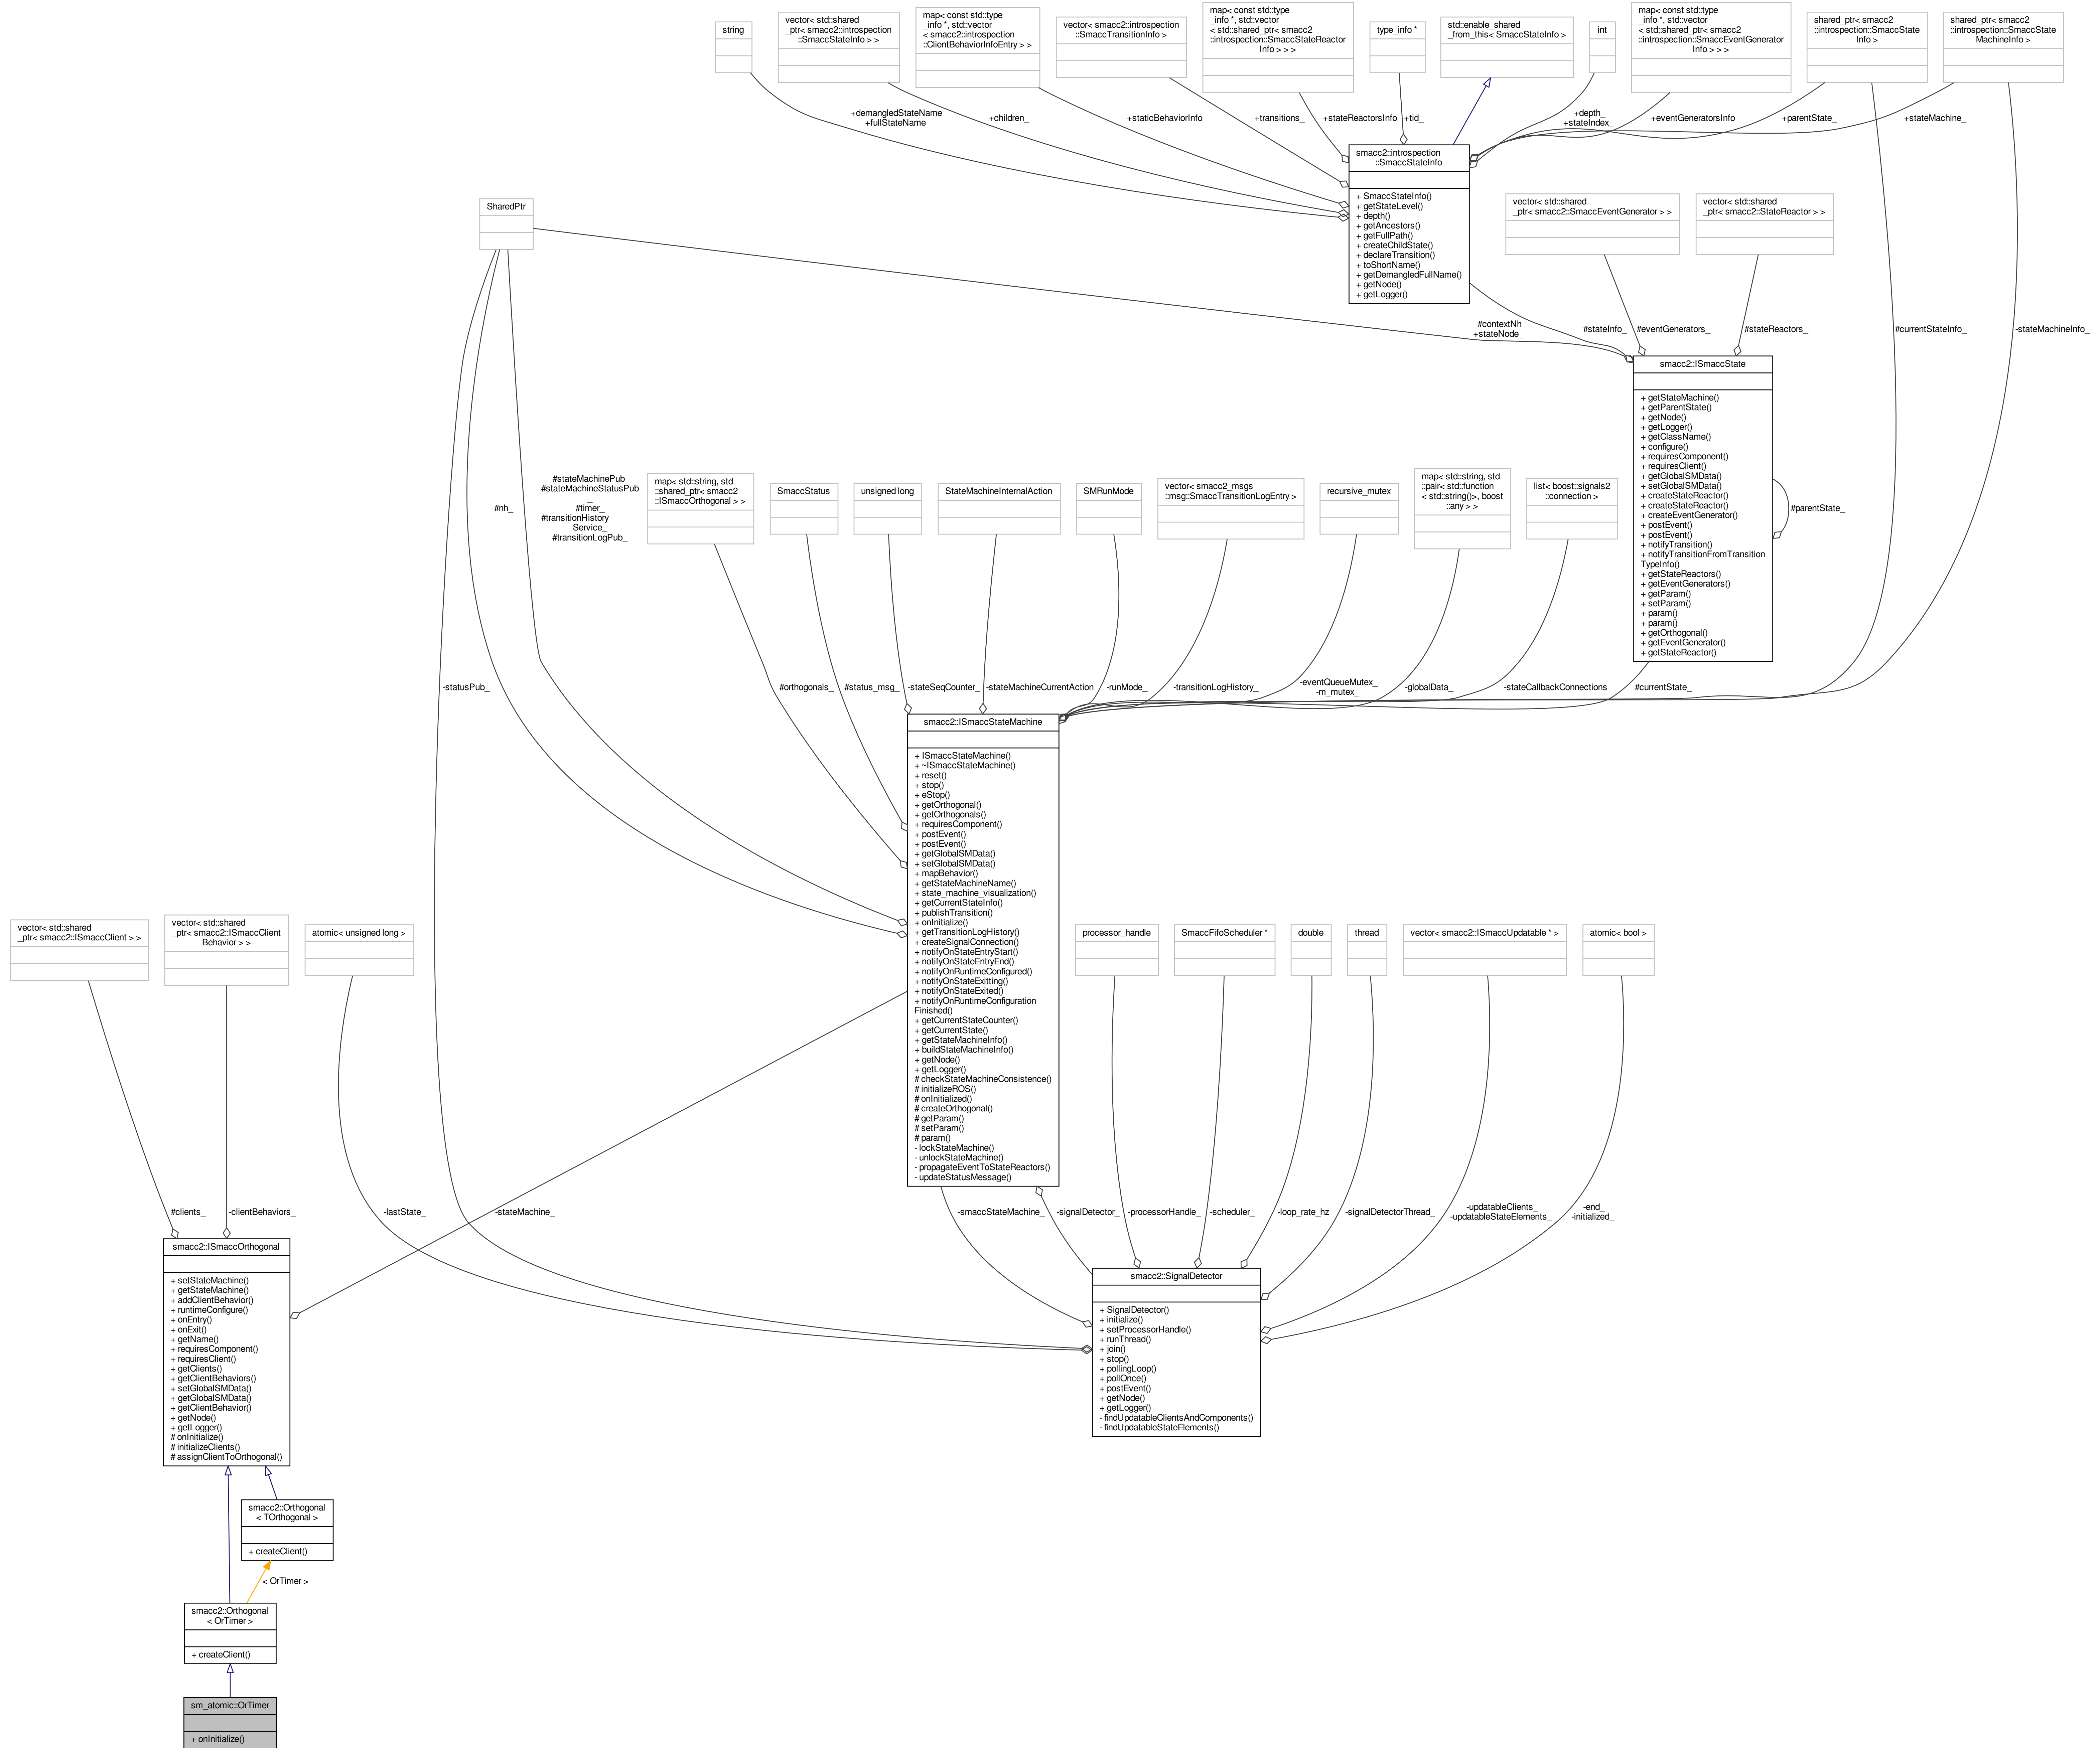 string
vector< std::shared
_ptr< smacc2::introspection
::SmaccStateInfo > >
map< const std::type
_info *, std::vector
< smacc2::introspection
::ClientBehaviorInfoEntry > >
vector< smacc2::introspection
::SmaccTransitionInfo >
map< const std::type
_info *, std::vector
< std::shared_ptr< smacc2
::introspection::SmaccStateReactor
Info > > >
type_info *
std::enable_shared
_from_this< SmaccStateInfo >
int
map< const std::type
_info *, std::vector
< std::shared_ptr< smacc2
::introspection::SmaccEventGenerator
Info > > >
shared_ptr< smacc2
::introspection::SmaccState
Info >
shared_ptr< smacc2
::introspection::SmaccState
MachineInfo >
+demangledStateName
+fullStateName
+children_
+staticBehaviorInfo
+transitions_
+stateReactorsInfo
+tid_
+depth_
+stateIndex_
+eventGeneratorsInfo
+parentState_
+stateMachine_
smacc2::introspection
::SmaccStateInfo
+ SmaccStateInfo()
+ getStateLevel()
+ depth()
+ getAncestors()
+ getFullPath()
+ createChildState()
+ declareTransition()
+ toShortName()
+ getDemangledFullName()
+ getNode()
+ getLogger()
SharedPtr
vector< std::shared
_ptr< smacc2::SmaccEventGenerator > >
vector< std::shared
_ptr< smacc2::StateReactor > >
#contextNh
+stateNode_
#stateInfo_
#eventGenerators_
#stateReactors_
#currentStateInfo_
-stateMachineInfo_
smacc2::ISmaccState
+ getStateMachine()
+ getParentState()
+ getNode()
+ getLogger()
+ getClassName()
+ configure()
+ requiresComponent()
+ requiresClient()
+ getGlobalSMData()
+ setGlobalSMData()
+ createStateReactor()
+ createStateReactor()
+ createEventGenerator()
+ postEvent()
+ postEvent()
+ notifyTransition()
+ notifyTransitionFromTransition
TypeInfo()
+ getStateReactors()
+ getEventGenerators()
+ getParam()
+ setParam()
+ param()
+ param()
+ getOrthogonal()
+ getEventGenerator()
+ getStateReactor()
#parentState_
#nh_
#stateMachinePub_
#stateMachineStatusPub
_
#timer_
#transitionHistory
Service_
#transitionLogPub_
map< std::string, std
::shared_ptr< smacc2
::ISmaccOrthogonal > >
SmaccStatus
unsigned long
StateMachineInternalAction
SMRunMode
vector< smacc2_msgs
::msg::SmaccTransitionLogEntry >
recursive_mutex
map< std::string, std
::pair< std::function
< std::string()>, boost
::any > >
list< boost::signals2
::connection >
-statusPub_
#orthogonals_
#status_msg_
-stateSeqCounter_
-stateMachineCurrentAction
-runMode_
-transitionLogHistory_
-eventQueueMutex_
-m_mutex_
-globalData_
-stateCallbackConnections
#currentState_
smacc2::ISmaccStateMachine
+ ISmaccStateMachine()
+ ~ISmaccStateMachine()
+ reset()
+ stop()
+ eStop()
+ getOrthogonal()
+ getOrthogonals()
+ requiresComponent()
+ postEvent()
+ postEvent()
+ getGlobalSMData()
+ setGlobalSMData()
+ mapBehavior()
+ getStateMachineName()
+ state_machine_visualization()
+ getCurrentStateInfo()
+ publishTransition()
+ onInitialize()
+ getTransitionLogHistory()
+ createSignalConnection()
+ notifyOnStateEntryStart()
+ notifyOnStateEntryEnd()
+ notifyOnRuntimeConfigured()
+ notifyOnStateExitting()
+ notifyOnStateExited()
+ notifyOnRuntimeConfiguration
Finished()
+ getCurrentStateCounter()
+ getCurrentState()
+ getStateMachineInfo()
+ buildStateMachineInfo()
+ getNode()
+ getLogger()
# checkStateMachineConsistence()
# initializeROS()
# onInitialized()
# createOrthogonal()
# getParam()
# setParam()
# param()
- lockStateMachine()
- unlockStateMachine()
- propagateEventToStateReactors()
- updateStatusMessage()
vector< std::shared
_ptr< smacc2::ISmaccClient > >
vector< std::shared
_ptr< smacc2::ISmaccClient
Behavior > >
atomic< unsigned long >
processor_handle
SmaccFifoScheduler *
double
thread
vector< smacc2::ISmaccUpdatable * >
atomic< bool >
#clients_
-clientBehaviors_
-lastState_
-stateMachine_
-smaccStateMachine_
-signalDetector_
-processorHandle_
-scheduler_
-loop_rate_hz
-signalDetectorThread_
-updatableClients_
-updatableStateElements_
-end_
-initialized_
smacc2::ISmaccOrthogonal
+ setStateMachine()
+ getStateMachine()
+ addClientBehavior()
+ runtimeConfigure()
+ onEntry()
+ onExit()
+ getName()
+ requiresComponent()
+ requiresClient()
+ getClients()
+ getClientBehaviors()
+ setGlobalSMData()
+ getGlobalSMData()
+ getClientBehavior()
+ getNode()
+ getLogger()
# onInitialize()
# initializeClients()
# assignClientToOrthogonal()
smacc2::SignalDetector
+ SignalDetector()
+ initialize()
+ setProcessorHandle()
+ runThread()
+ join()
+ stop()
+ pollingLoop()
+ pollOnce()
+ postEvent()
+ getNode()
+ getLogger()
- findUpdatableClientsAndComponents()
- findUpdatableStateElements()
smacc2::Orthogonal
< TOrthogonal >
+ createClient()
< OrTimer >
smacc2::Orthogonal
< OrTimer >
+ createClient()
sm_atomic::OrTimer
+ onInitialize()